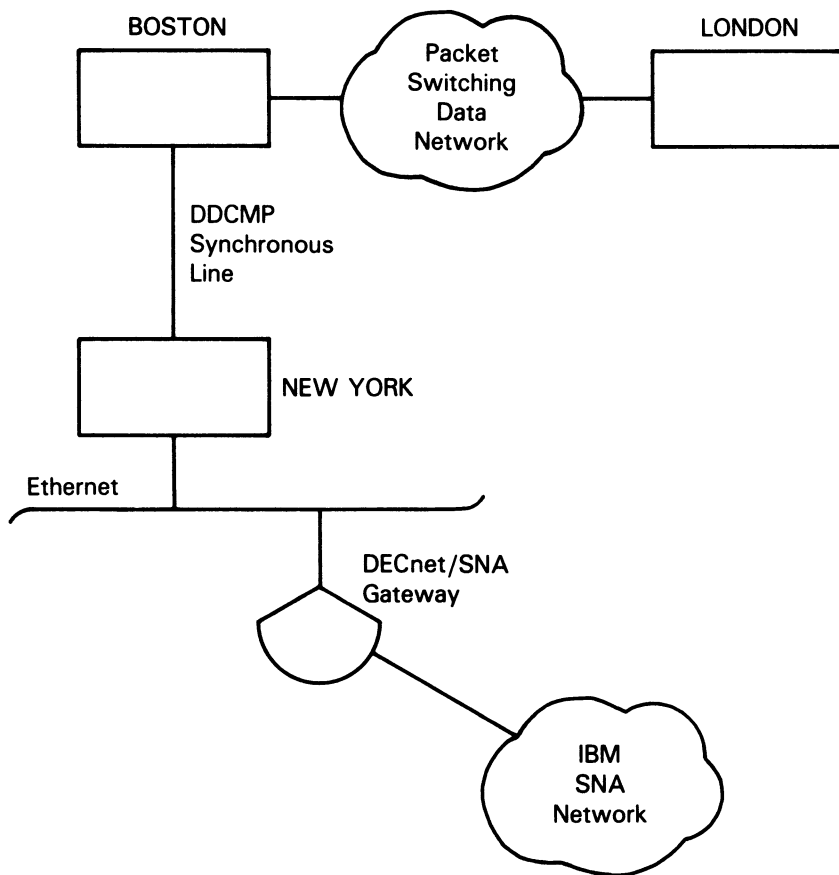 BOSTON
LONDON
Packet
Switching
Data
Network
DDCMP
Synchronous
Line
NEW YORK
Ethernet
DECnet/SNA
Gateway
IBM
SNA
Network